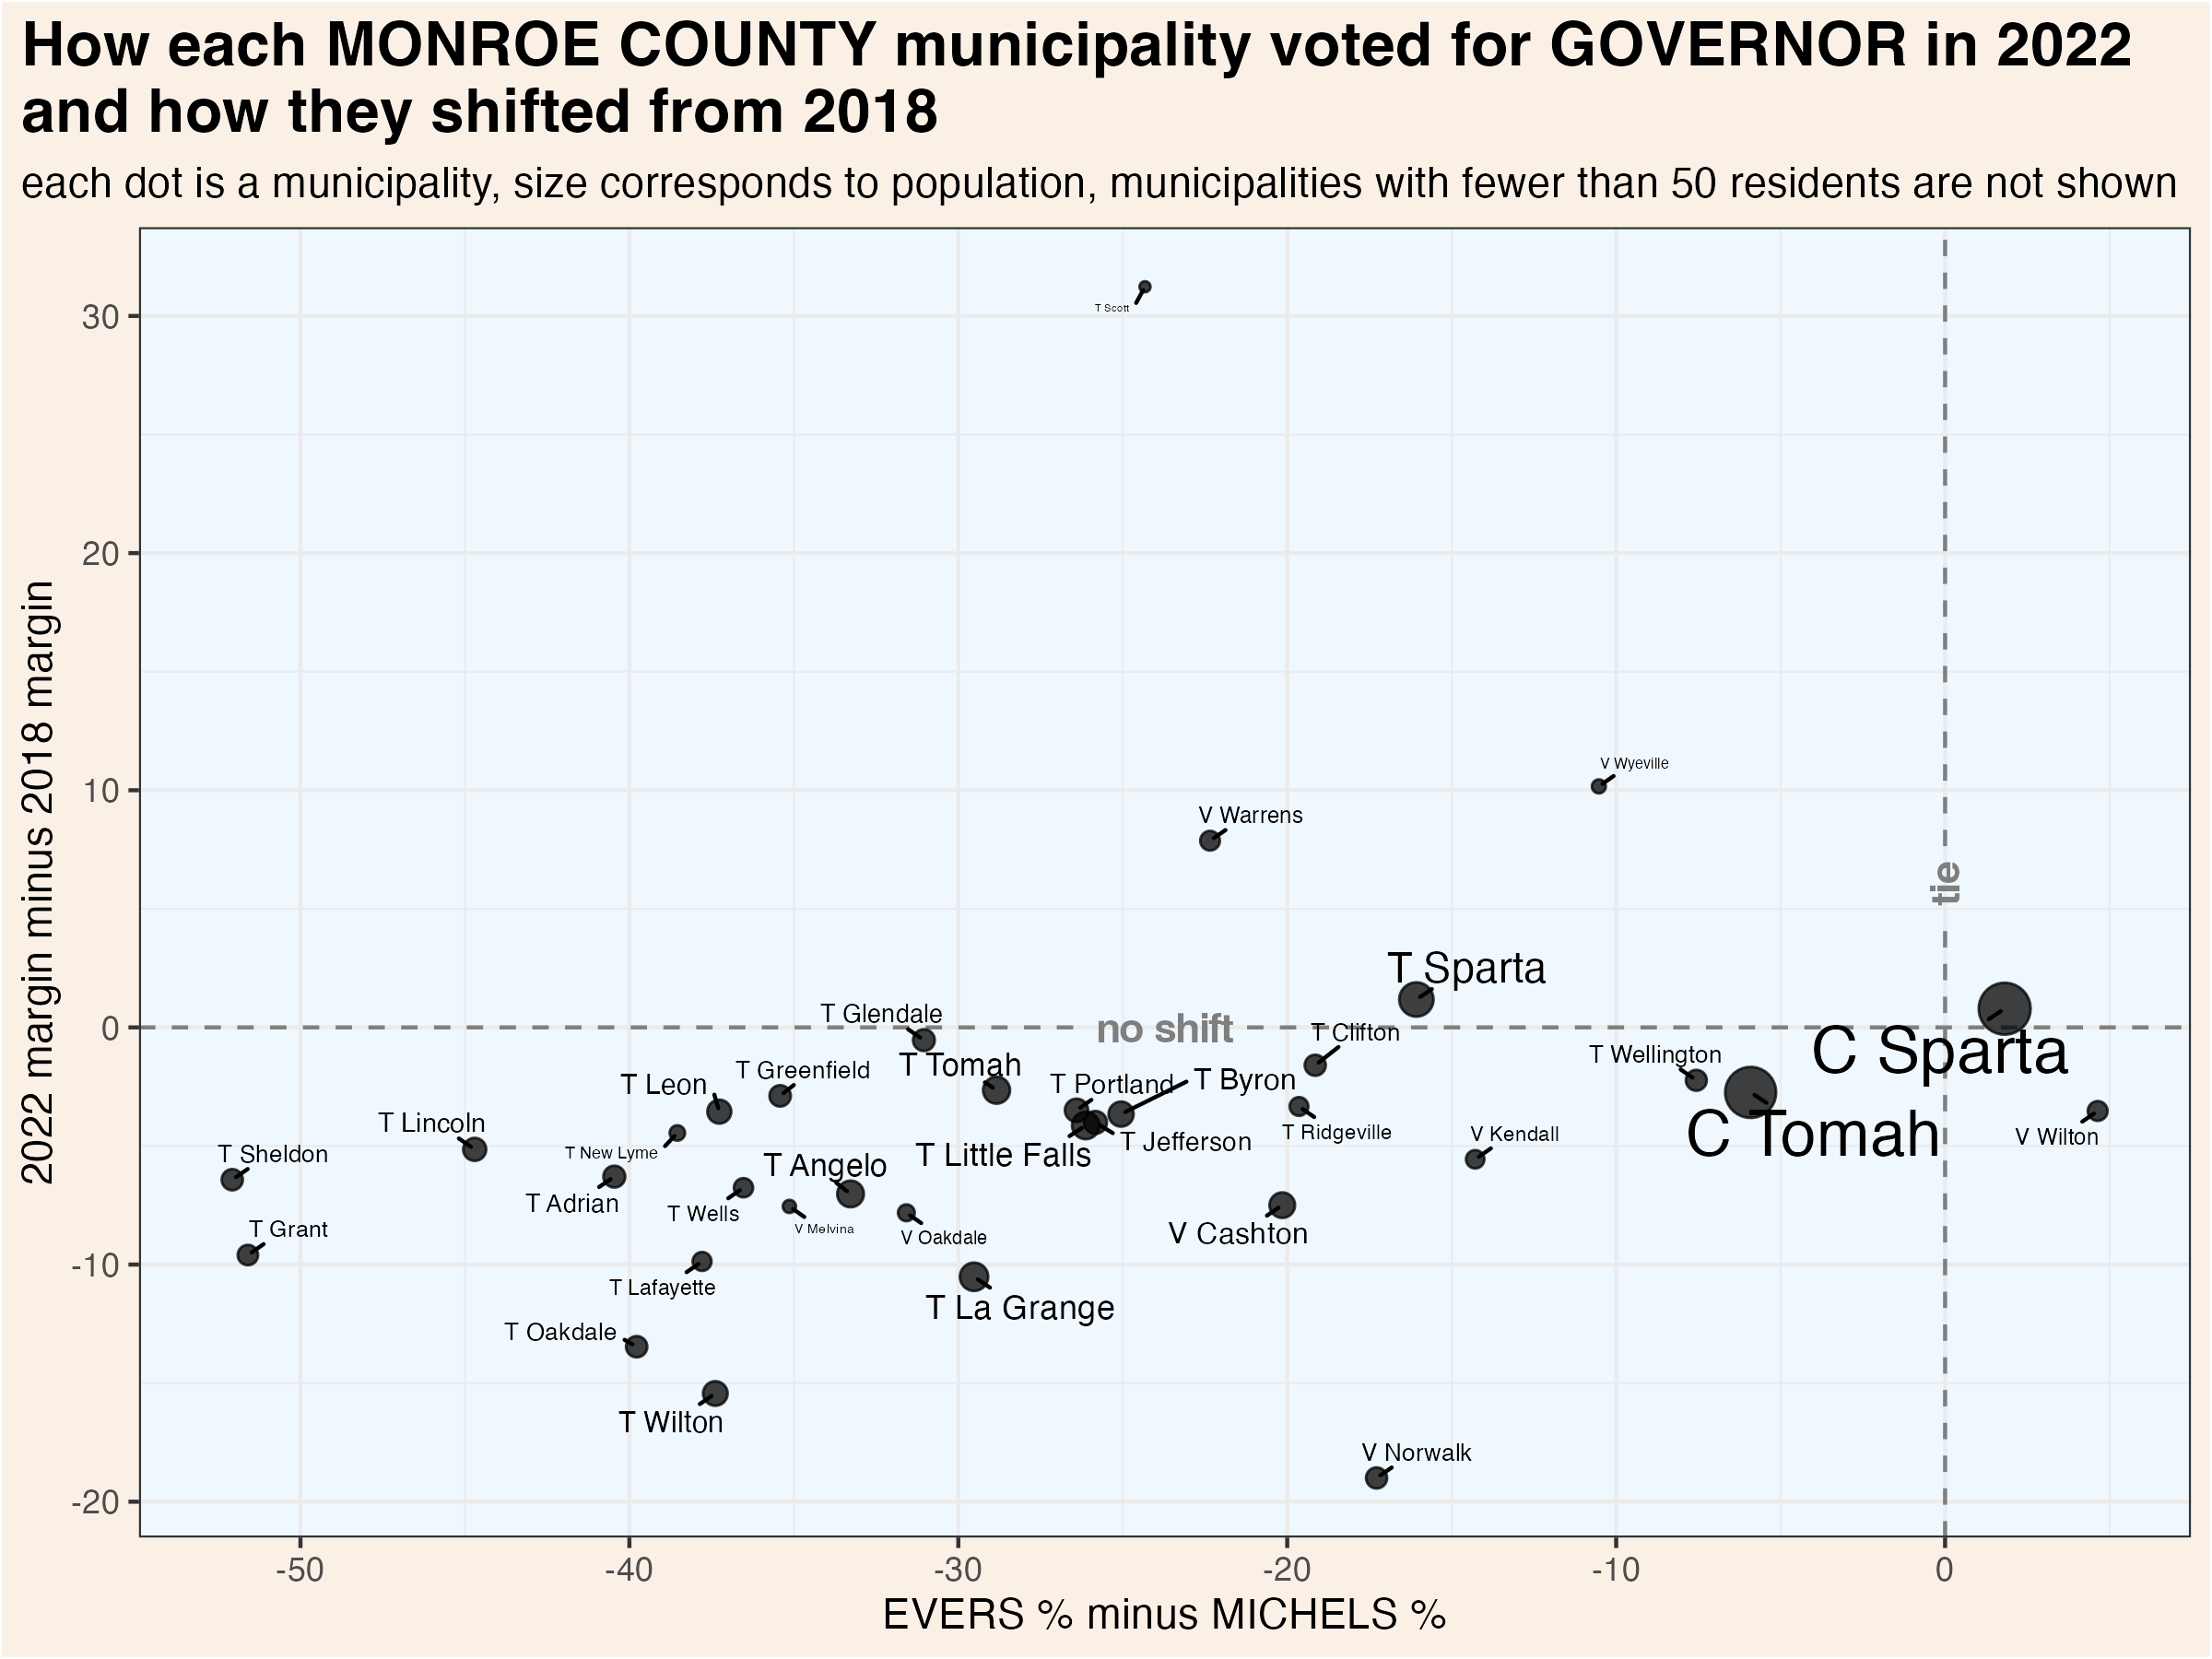 How each MONROE COUNTY municipality voted for GOVERNOR in 2022
and how they shifted from 2018
each dot is a municipality, size corresponds to population, municipalities with fewer than 50 residents are not shown
2022 margin minus 2018 margin
30
20
10
0
-10
-20
T Scott
V Wyeville
V Warrens
tie
T Sparta
T Glendale
no shift
T Clifton
C Sparta
T Wellington
T Tomah
T Greenfield
T Leon
T Portland
T Byron
T Lincoln
C Tomah
T Ridgeville
V Kendall
V Wilton
T Jefferson
T Sheldon
T New Lyme
T Little Falls
T Angelo
T Adrian
T Wells
V Melvina
V Oakdale
V Cashton
T Grant
T Lafayette
T La Grange
T Oakdale
T Wilton
V Norwalk
-50
-40
-30
-20
-10
0
EVERS % minus MICHELS %